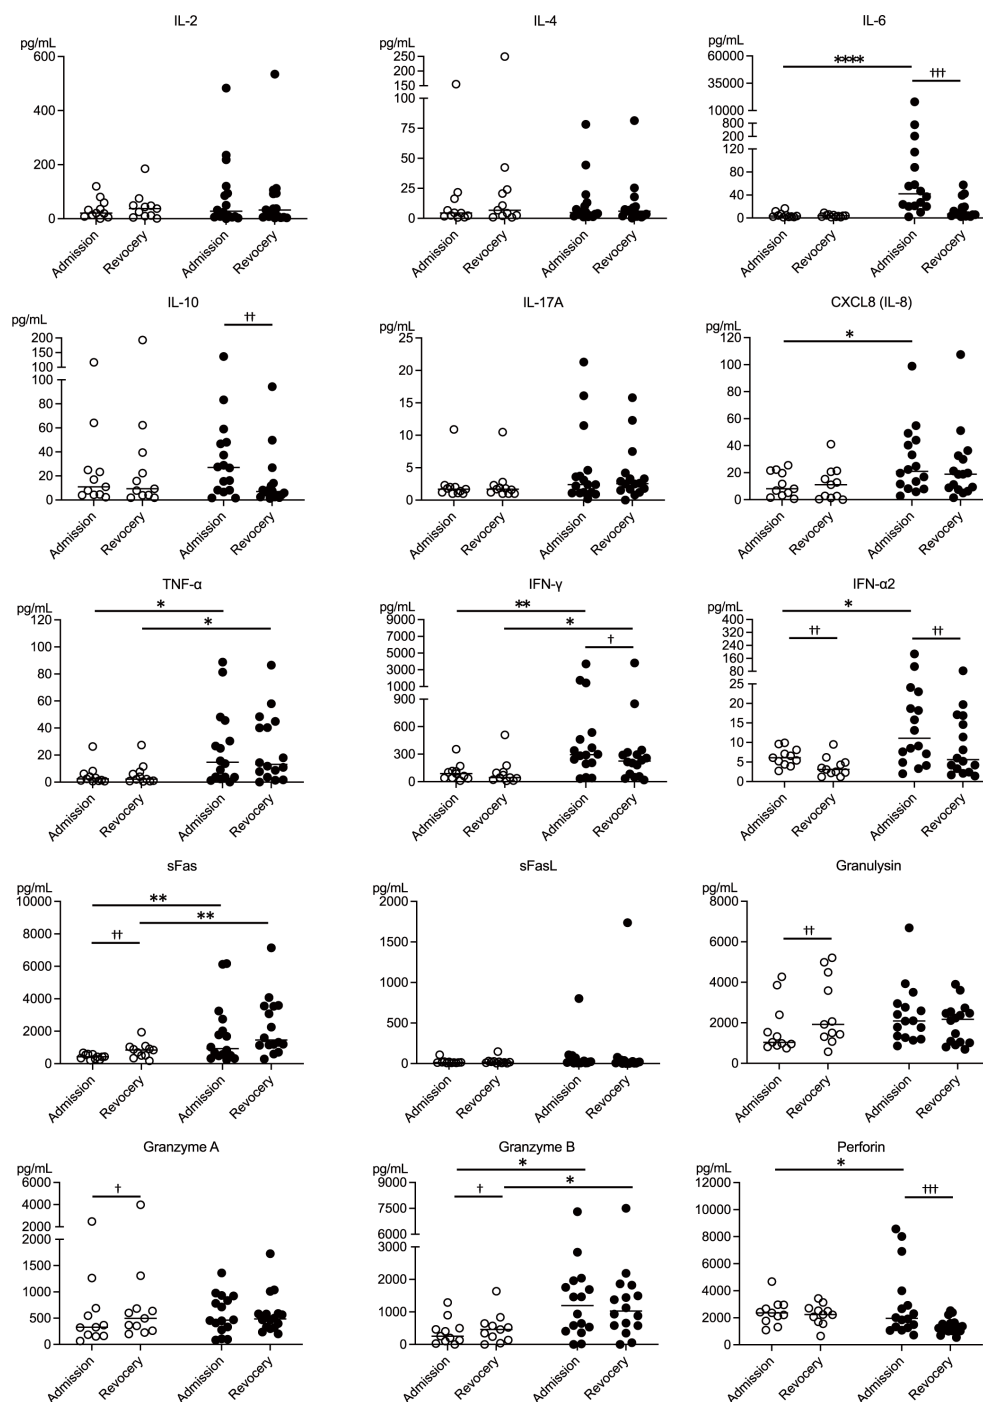 IL-2
pg/mL
600
400
200
0
Admission
Revocery
Admission
Revocery
IL-4
pg/mL
250
200
150
100
75
50
25
0
Admission
Revocery
Admission
Revocery
IL-6
pg/mL
60000
35000
10000
800
200
120
80
40
0
****
†††
Admission
Revocery
Admission
Revocery
IL-10
pg/mL
200
150
100
100
80
60
40
20
0
††
Admission
Revocery
Admission
Revocery
IL-17A
pg/mL
25
20
15
10
5
0
Admission
Revocery
Admission
Revocery
CXCL8 (IL-8)
pg/mL
120
100
80
60
40
20
0
*
Admission
Revocery
Admission
Revocery
TNF-α
pg/mL
120
100
80
60
40
20
0
*
*
Admission
Revocery
Admission
Revocery
IFN-γ
pg/mL
9000
7000
5000
3000
1000
900
600
300
0
**
*
†
Admission
Revocery
Admission
Revocery
IFN-α2
pg/mL
400
320
240
160
80
25
20
15
10
5
0
*
††
††
Admission
Revocery
Admission
Revocery
sFas
pg/mL
10000
8000
6000
4000
2000
0
**
**
††
Admission
Revocery
Admission
Revocery
sFasL
pg/mL
2000
1500
1000
500
0
Admission
Revocery
Admission
Revocery
Granulysin
pg/mL
8000
6000
4000
2000
0
††
Admission
Revocery
Admission
Revocery
Granzyme A
pg/mL
6000
4000
2000
2000
1500
1000
500
0
†
Admission
Revocery
Admission
Revocery
Granzyme B
pg/mL
9000
7500
5000
3000
2000
1000
0
*
†
*
Admission
Revocery
Admission
Revocery
Perforin
pg/mL
12000
10000
8000
6000
4000
2000
0
*
†††
Admission
Revocery
Admission
Revocery